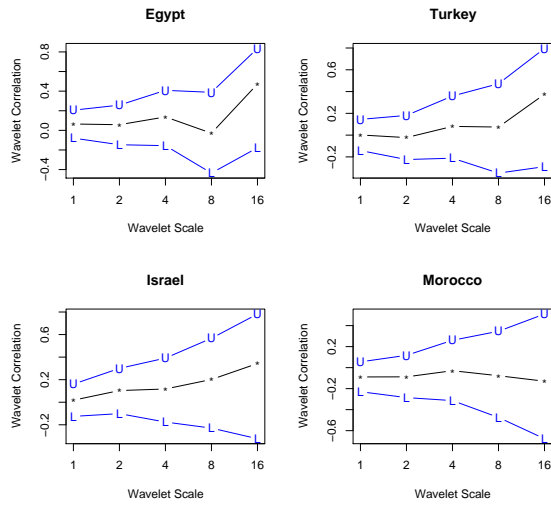 Egypt
Wavelet Correlation
0.8
0.4
0.0
−0.4
U U U U U
* * * * *
L L L L L
1 2 4 8 16
Wavelet Scale
Turkey
Wavelet Correlation
0.6
0.2
−0.2
U U U U U
* * * * *
L L L L L
1 2 4 8 16
Wavelet Scale
Israel
Wavelet Correlation
0.6
0.2
−0.2
U U U U U
* * * * *
L L L L L
1 2 4 8 16
Wavelet Scale
Morocco
Wavelet Correlation
0.2
−0.2
−0.6
U U U U U
* * * * *
L L L L L
1 2 4 8 16
Wavelet Scale